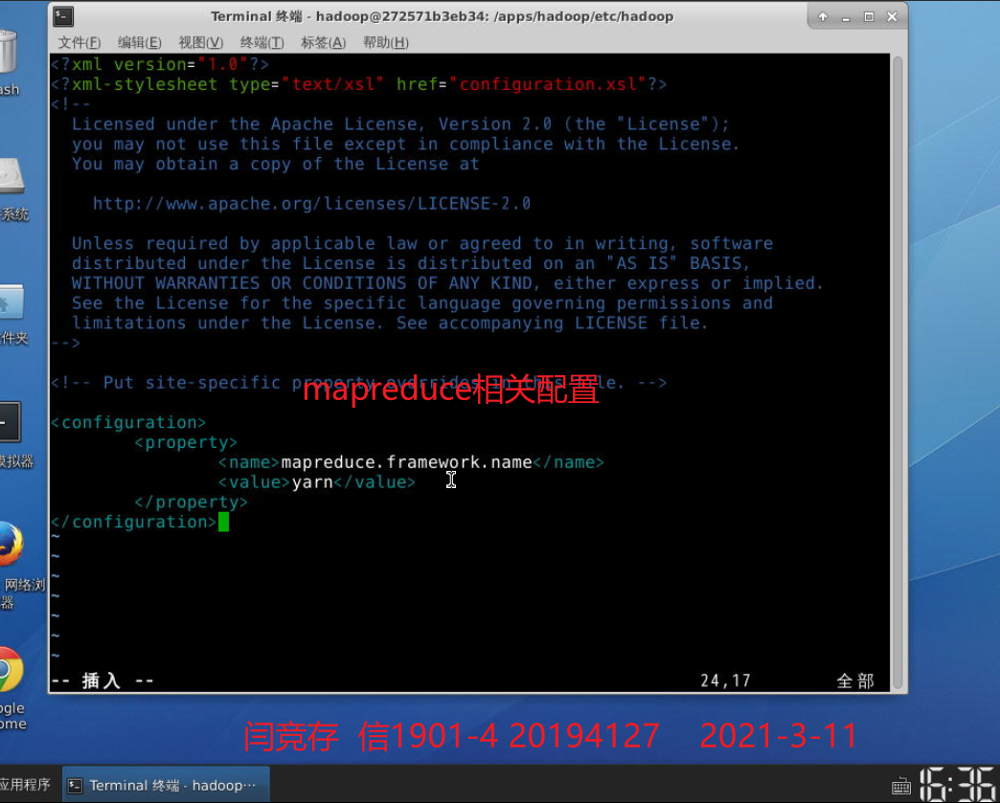 Terminal 终端 - hadoop@272571b3eb34: /apps/hadoop/etc/hadoop
文件(F) 编辑(E) 视图(V) 终端(T) 标签(A) 帮助(H)
<?xml version="1.0"?>
<?xml-stylesheet type="text/xsl" href="configuration.xsl"?>
<!--
Licensed under the Apache License, Version 2.0 (the "License");
you may not use this file except in compliance with the License.
You may obtain a copy of the License at
http://www.apache.org/licenses/LICENSE-2.0
Unless required by applicable law or agreed to in writing, software
distributed under the License is distributed on an "AS IS" BASIS,
WITHOUT WARRANTIES OR CONDITIONS OF ANY KIND, either express or implied.
See the License for the specific language governing permissions and
limitations under the License. See accompanying LICENSE file.
-->
<!-- Put site-specific property overrides in this file. -->
mapreduce相关配置
<configuration>
<property>
<name>mapreduce.framework.name</name>
<value>yarn</value>
</property>
</configuration>
~
~
~
~
~
~
~
-- 插入 -- 24,17 全部
ash
系统
件夹
模拟器
网络浏
器
ogle
ome
闫竞存 信1901-4 20194127 2021-3-11
应用程序 Terminal 终端 - hadoop… 16:36